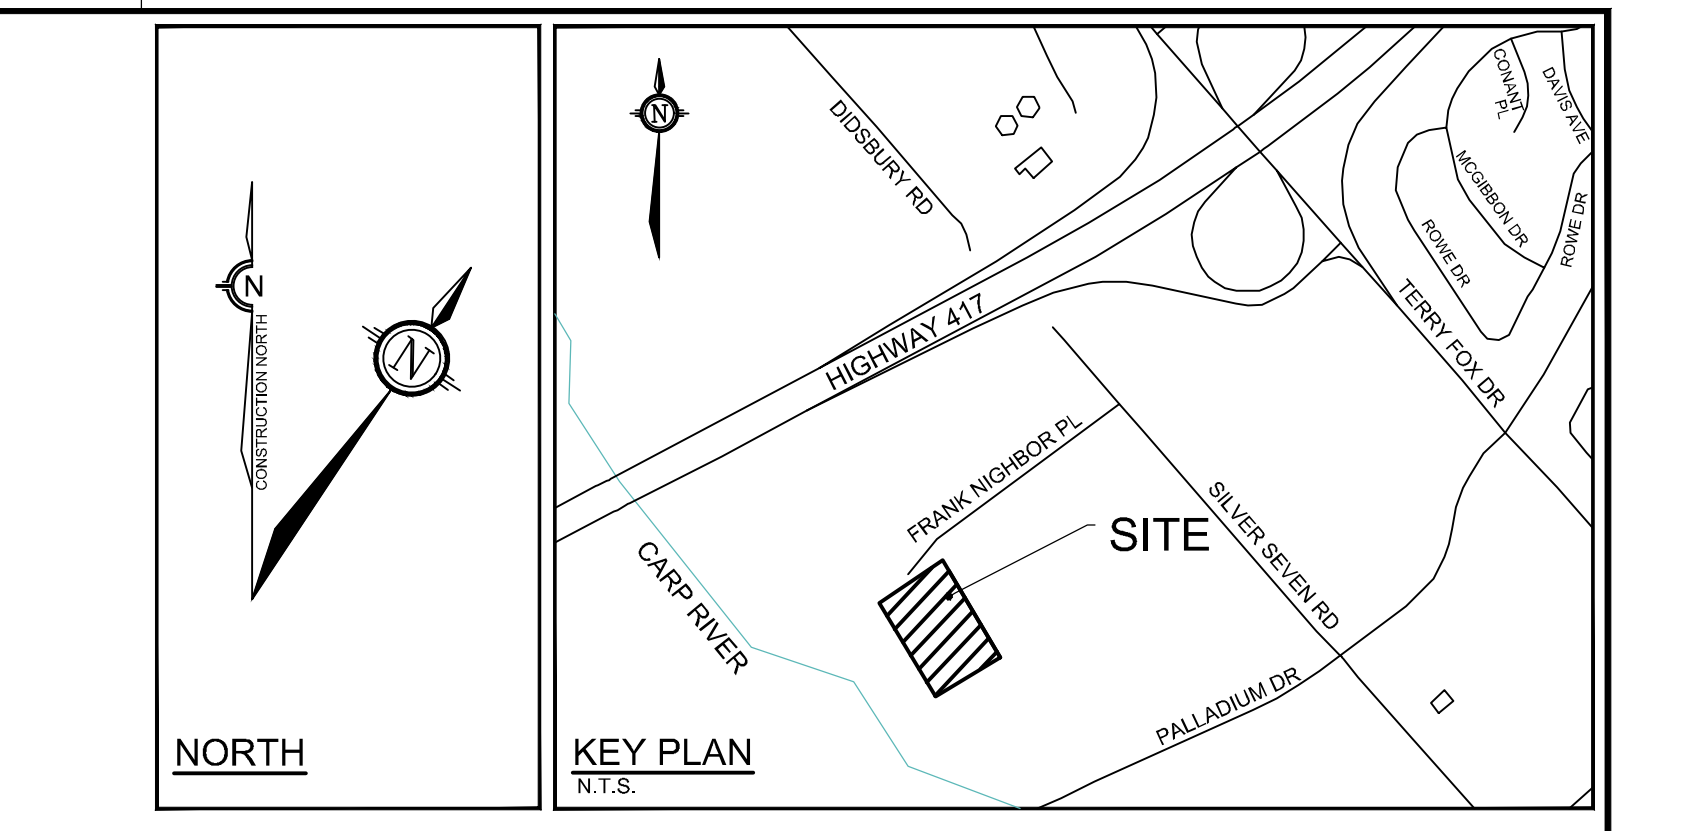 N
CONSTRUCTION NORTH
N
NORTH
N
DIDSBURY RD
CONANT
PL
DAVIS AVE
MCGIBBON DR
ROWE DR
ROWE DR
TERRY FOX DR
HIGHWAY 417
FRANK NIGHBOR PL
SITE
SILVER SEVEN RD
CARP RIVER
PALLADIUM DR
KEY PLAN
N.T.S.